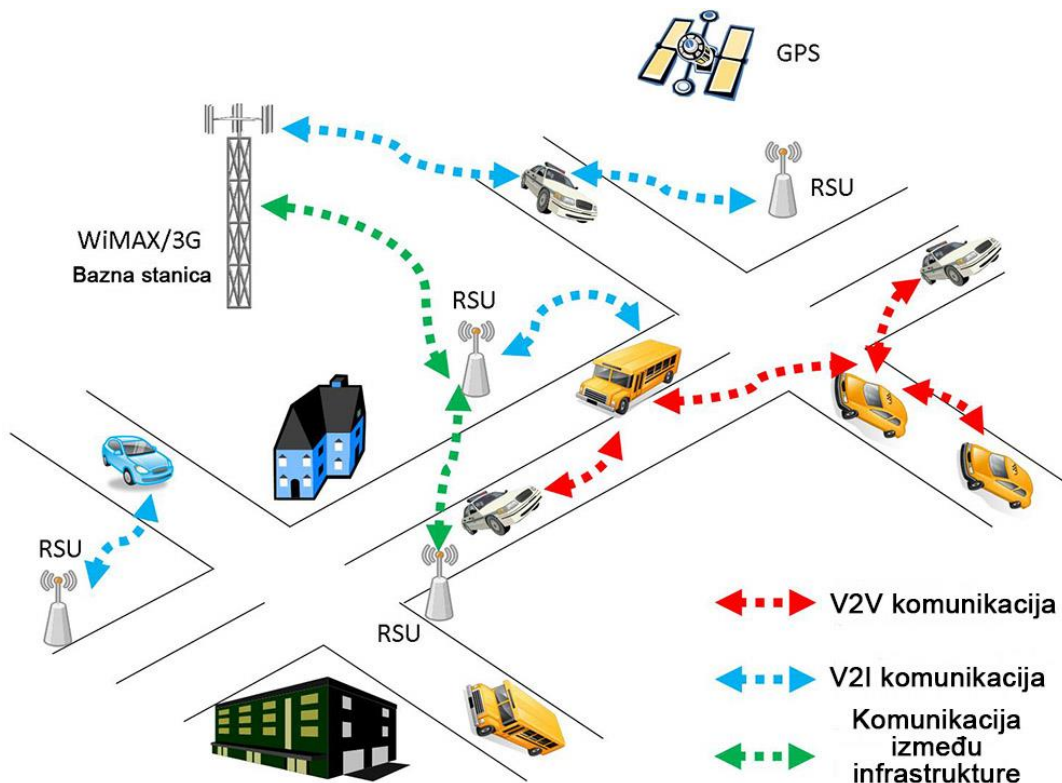 GPS
RSU
WiMAX/3G
Bazna stanica
RSU
RSU
RSU
V2V komunikacija
V2I komunikacija
Komunikacija
između
infrastrukture